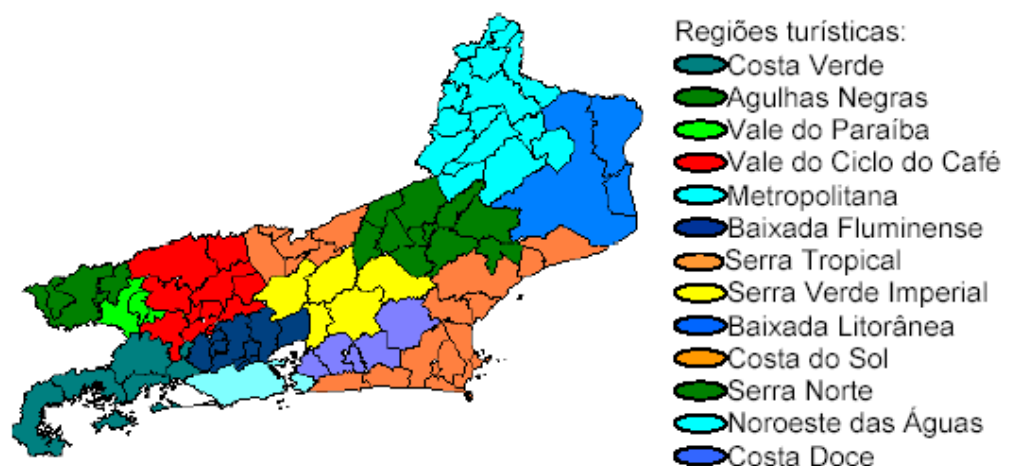 Regiões turísticas:
Costa Verde
Agulhas Negras
Vale do Paraíba
Vale do Ciclo do Café
Metropolitana
Baixada Fluminense
Serra Tropical
Serra Verde Imperial
Baixada Litorânea
Costa do Sol
Serra Norte
Noroeste das Águas
Costa Doce